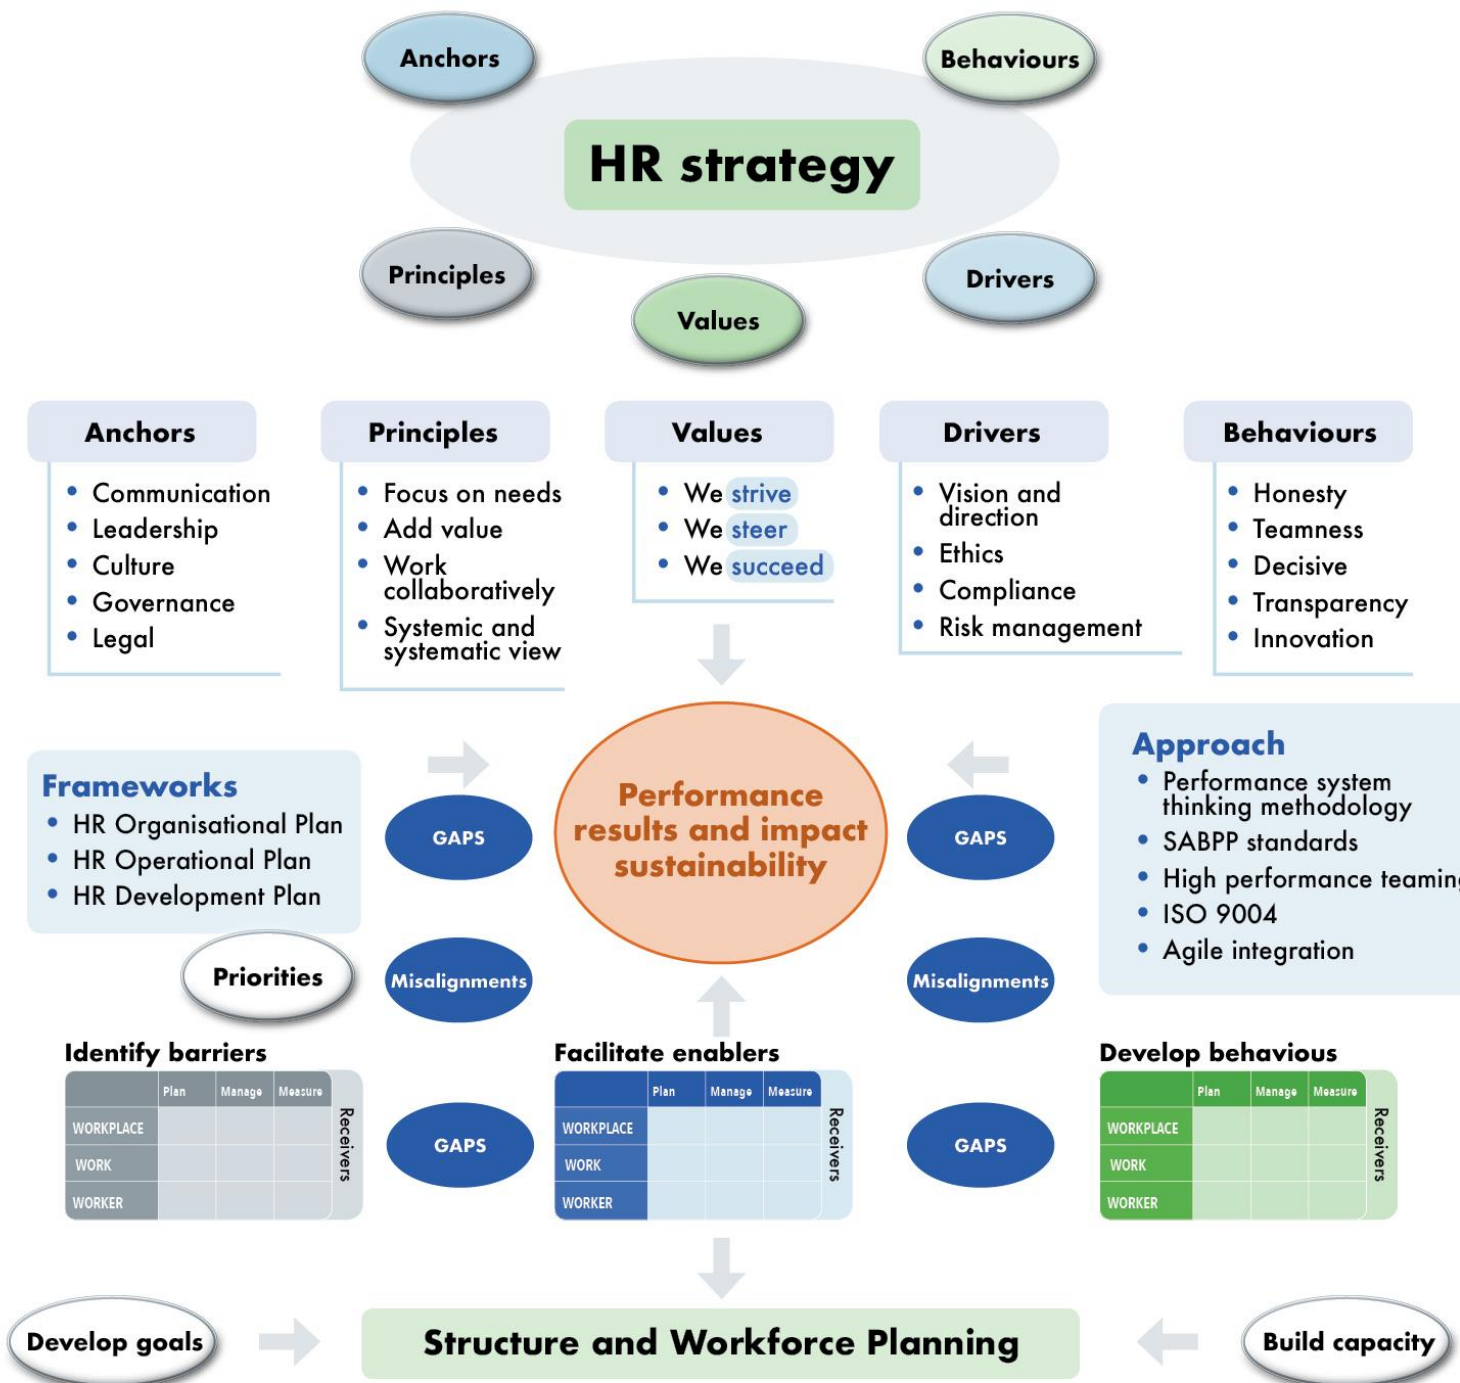 Anchors
Behaviours
HR strategy
Principles
Drivers
Values
Anchors
• Communication
• Leadership
• Culture
• Governance
• Legal
Principles
• Focus on needs
• Add value
• Work
collaboratively
• Systemic and
systematic view
Values
• We strive
• We steer
• We succeed
Drivers
• Vision and
direction
• Ethics
• Compliance
• Risk management
Behaviours
• Honesty
• Teamness
• Decisive
• Transparency
• Innovation
Frameworks
• HR Organisational Plan
• HR Operational Plan
• HR Development Plan
Priorities
GAPS
Misalignments
Performance
results and impact
sustainability
GAPS
Misalignments
Approach
• Performance system
thinking methodology
• SABPP standards
• High performance teaming
• ISO 9004
• Agile integration
Identify barriers
Plan Manage Measure
WORKPLACE
WORK
WORKER
Receivers
GAPS
Facilitate enablers
Plan Manage Measure
WORKPLACE
WORK
WORKER
Receivers
GAPS
Develop behavious
Plan Manage Measure
WORKPLACE
WORK
WORKER
Receivers
Develop goals
Structure and Workforce Planning
Build capacity